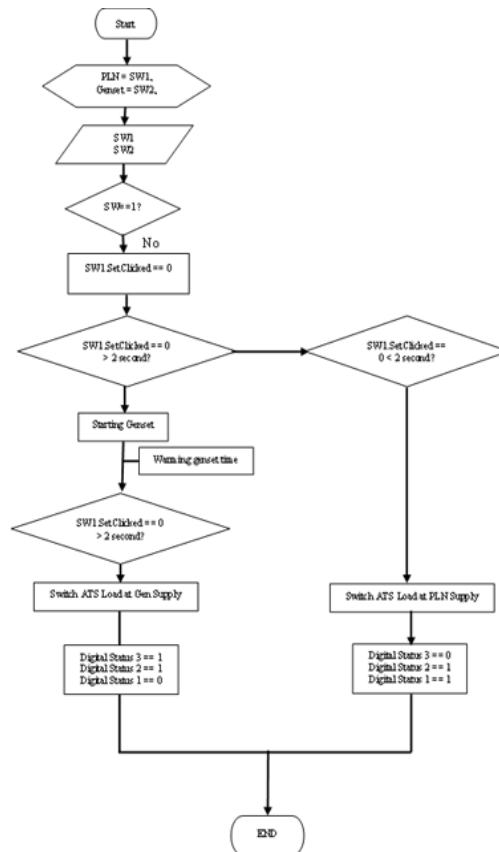 Start
PLN = SW1,
Genset = SW2,
SW1
SW2
SW==1?
No
SW1.SetClicked == 0
SW1.SetClicked == 0
> 2 second?
SW1.SetClicked ==
0 < 2 second?
Starting Genset
Warming genset time
SW1.SetClicked == 0
> 2 second?
Switch ATS Load at Gen Supply
Switch ATS Load at PLN Supply
Digital Status 3 == 1
Digital Status 2 == 1
Digital Status 1 == 0
Digital Status 3 == 0
Digital Status 2 == 1
Digital Status 1 == 1
END